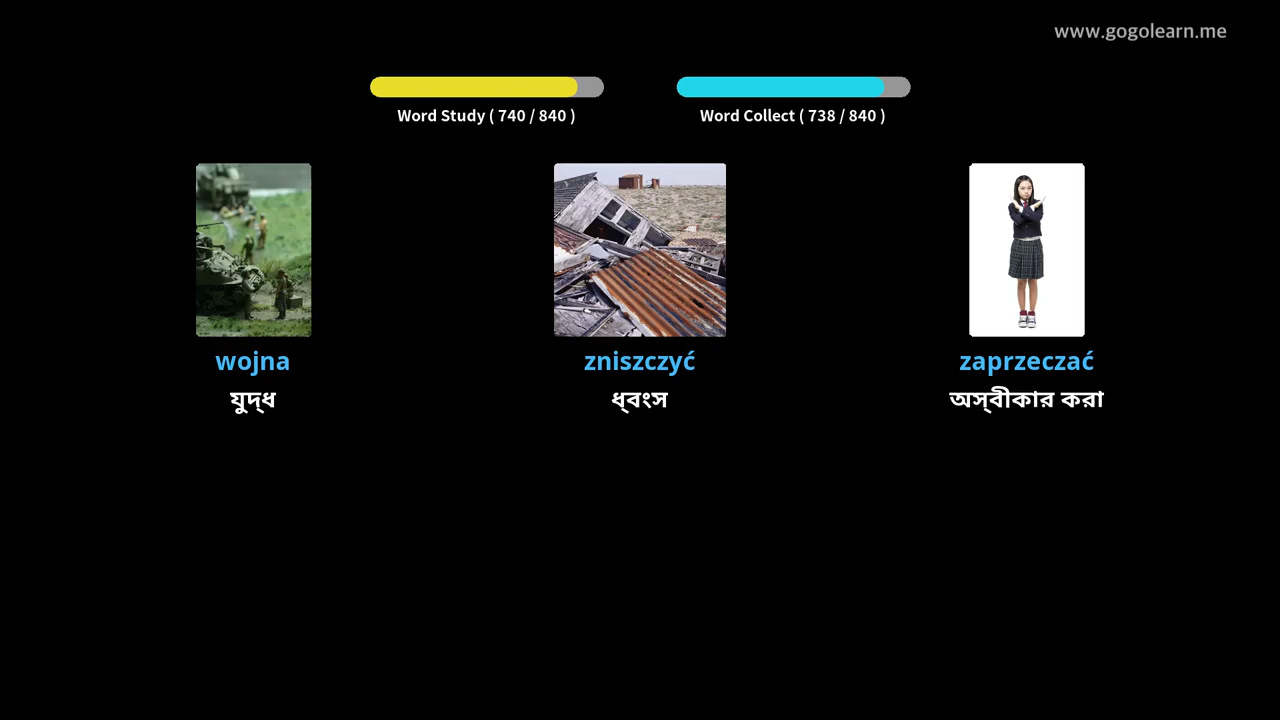 www.gogolearn.me
Word Study ( 740 / 840 )
Word Collect ( 738 / 840 )
wojna
zniszczyć
zaprzeczać
যুদ্‌ধ
ধ্‌বংস
অস্‌বীকার করা